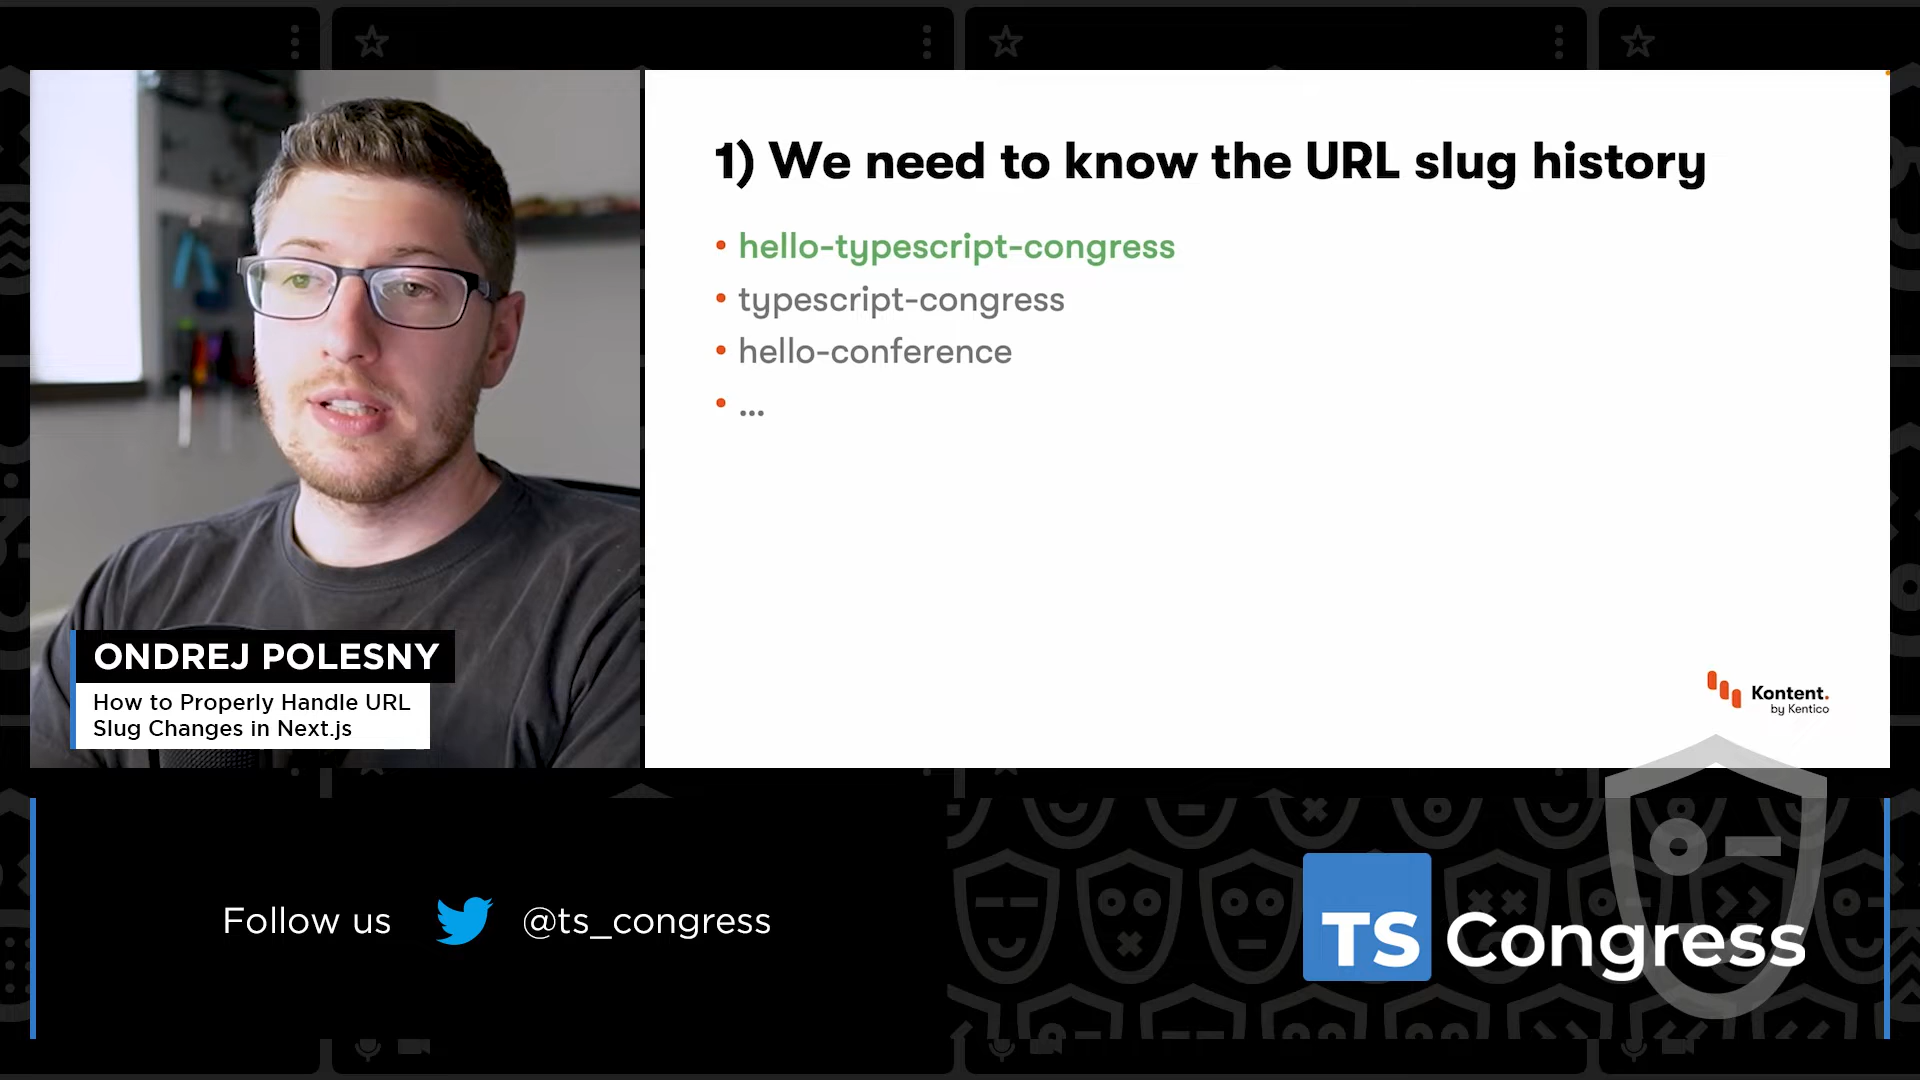 1) We need to know the URL slug history
• hello-typescript-congress
• typescript-congress
• hello-conference
• ...
Kontent.
by Kentico
ONDREJ POLESNY
How to Properly Handle URL
Slug Changes in Next.js
Follow us @ts_congress
TS Congress